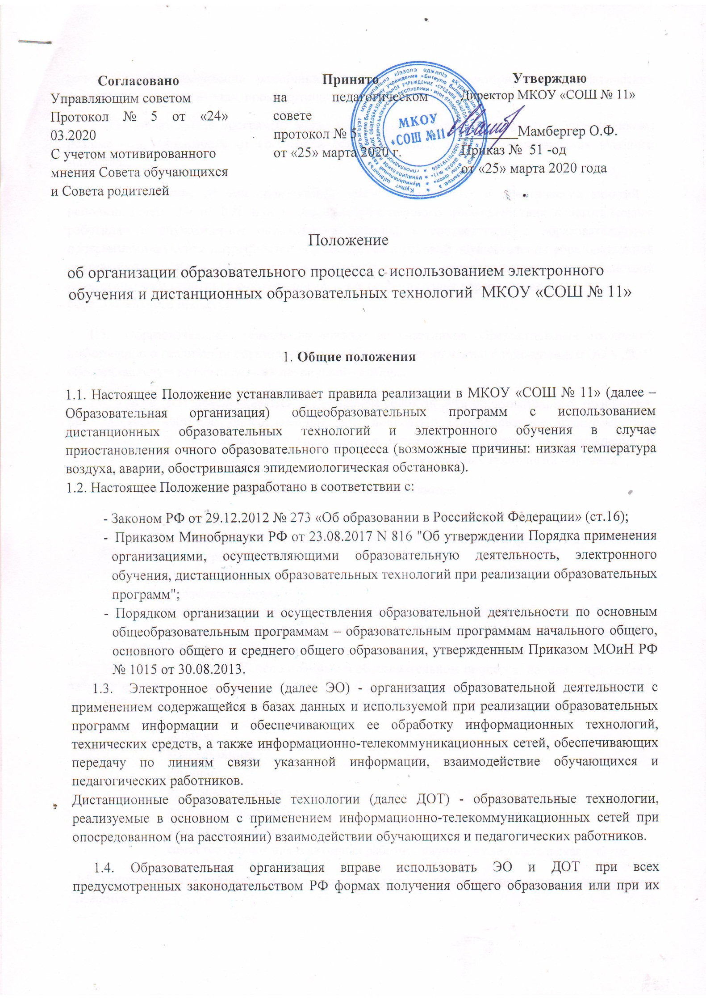 Согласовано
Управляющим советом
Протокол № 5 от «24»
03.2020
С учетом мотивированного
мнения Совета обучающихся
и Совета родителей
Принято
на педагогическом
совете
протокол № 5
от «25» марта 2020 г.
Утверждаю
Директор МКОУ «СОШ № 11»
________Мамбергер О.Ф.
Приказ № 51 -од
от «25» марта 2020 года
МКОУ
«СОШ №11»
Положение
об организации образовательного процесса с использованием электронного
обучения и дистанционных образовательных технологий МКОУ «СОШ № 11»
1. Общие положения
1.1. Настоящее Положение устанавливает правила реализации в МКОУ «СОШ № 11» (далее –
Образовательная организация) общеобразовательных программ с использованием
дистанционных образовательных технологий и электронного обучения в случае
приостановления очного образовательного процесса (возможные причины: низкая температура
воздуха, аварии, обострившаяся эпидемиологическая обстановка).
1.2. Настоящее Положение разработано в соответствии с:
- Законом РФ от 29.12.2012 № 273 «Об образовании в Российской Федерации» (ст.16);
- Приказом Минобрнауки РФ от 23.08.2017 N 816 "Об утверждении Порядка применения
организациями, осуществляющими образовательную деятельность, электронного
обучения, дистанционных образовательных технологий при реализации образовательных
программ";
- Порядком организации и осуществления образовательной деятельности по основным
общеобразовательным программам – образовательным программам начального общего,
основного общего и среднего общего образования, утвержденным Приказом МОиН РФ
№ 1015 от 30.08.2013.
1.3. Электронное обучение (далее ЭО) - организация образовательной деятельности с
применением содержащейся в базах данных и используемой при реализации образовательных
программ информации и обеспечивающих ее обработку информационных технологий,
технических средств, а также информационно-телекоммуникационных сетей, обеспечивающих
передачу по линиям связи указанной информации, взаимодействие обучающихся и
педагогических работников.
Дистанционные образовательные технологии (далее ДОТ) - образовательные технологии,
реализуемые в основном с применением информационно-телекоммуникационных сетей при
опосредованном (на расстоянии) взаимодействии обучающихся и педагогических работников.
1.4. Образовательная организация вправе использовать ЭО и ДОТ при всех
предусмотренных законодательством РФ формах получения общего образования или при их